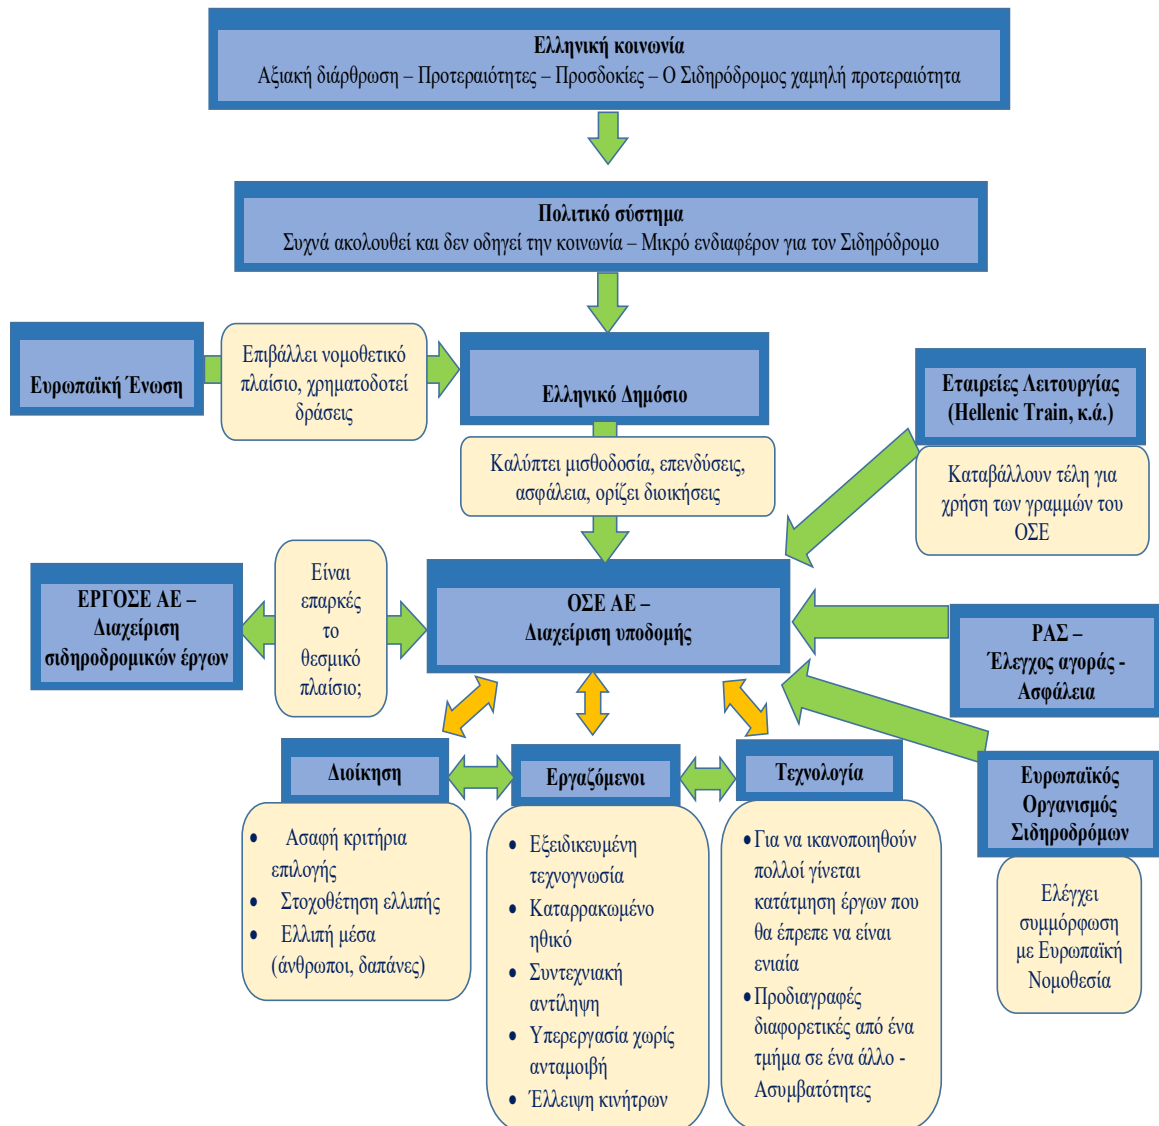 Ελληνική κοινωνία
Αξιακή διάρθρωση – Προτεραιότητες – Προσδοκίες – Ο Σιδηρόδρομος χαμηλή προτεραιότητα
Πολιτικό σύστημα
Συχνά ακολουθεί και δεν οδηγεί την κοινωνία – Μικρό ενδιαφέρον για τον Σιδηρόδρομο
Ευρωπαϊκή Ένωση
Επιβάλλει νομοθετικό
πλαίσιο, χρηματοδοτεί
δράσεις
Ελληνικό Δημόσιο
Εταιρείες Λειτουργίας
(Hellenic Train, κ.ά.)
Καλύπτει μισθοδοσία, επενδύσεις,
ασφάλεια, ορίζει διοικήσεις
Καταβάλλουν τέλη για
χρήση των γραμμών του
ΟΣΕ
ΕΡΓΟΣΕ ΑΕ –
Διαχείριση
σιδηροδρομικών έργων
Είναι
επαρκές
το
θεσμικό
πλαίσιο;
ΟΣΕ ΑΕ –
Διαχείριση υποδομής
ΡΑΣ –
Έλεγχος αγοράς -
Ασφάλεια
Διοίκηση
Εργαζόμενοι
Τεχνολογία
Ευρωπαϊκός
Οργανισμός
Σιδηροδρόμων
• Ασαφή κριτήρια
επιλογής
• Στοχοθέτηση ελλιπής
• Ελλιπή μέσα
(άνθρωποι, δαπάνες)
• Εξειδικευμένη
τεχνογνωσία
• Καταρρακωμένο
ηθικό
• Συντεχνιακή
αντίληψη
• Υπερεργασία χωρίς
ανταμοιβή
• Έλλειψη κινήτρων
• Για να ικανοποιηθούν
πολλοί γίνεται
κατάτμηση έργων που
θα έπρεπε να είναι
ενιαία
• Προδιαγραφές
διαφορετικές από ένα
τμήμα σε ένα άλλο -
Ασυμβατότητες
Ελέγχει
συμμόρφωση
με Ευρωπαϊκή
Νομοθεσία